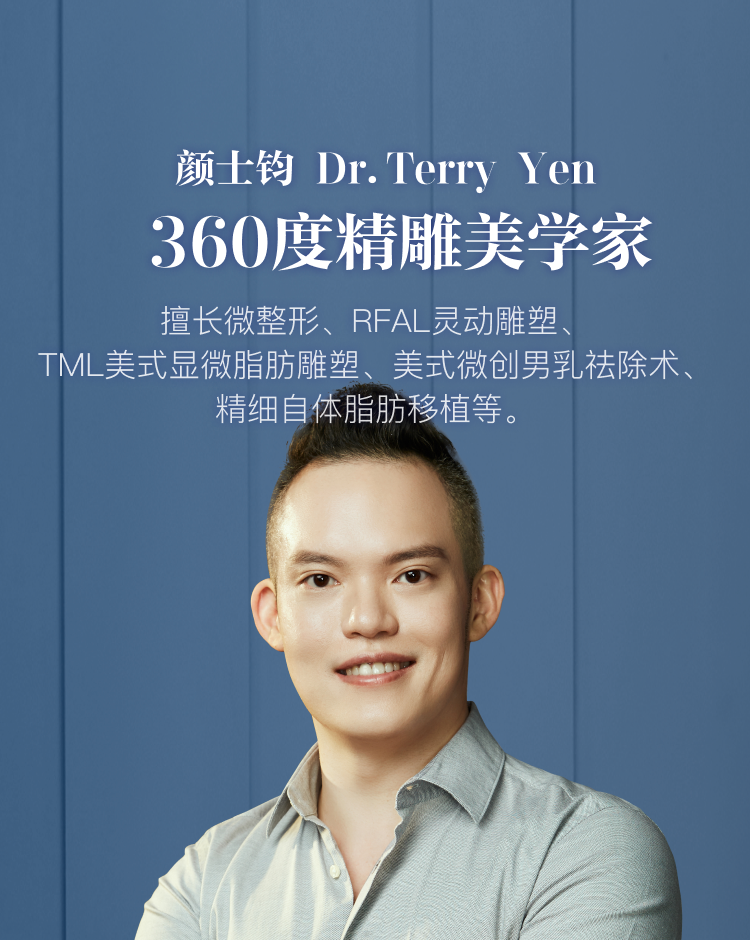 颜士钧 Dr. Terry Yen
360度精雕美学家
擅长微整形、RFAL灵动雕塑、
TML美式显微脂肪雕塑、美式微创男乳祛除术、
精细自体脂肪移植等。